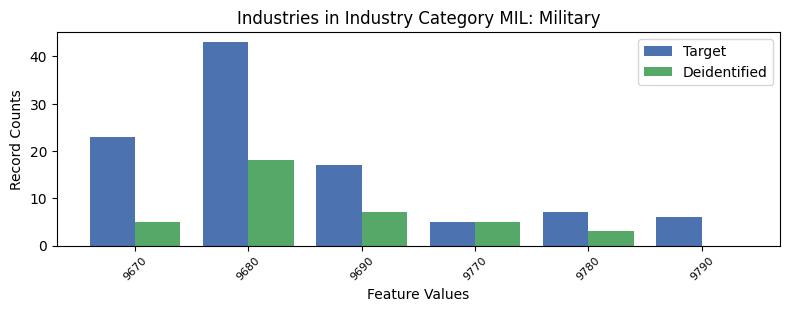 Industries in Industry Category MIL: Military
Target
Deidentified
Record Counts
40
30
20
10
0
9670 9680 9690 9770 9780 9790
Feature Values